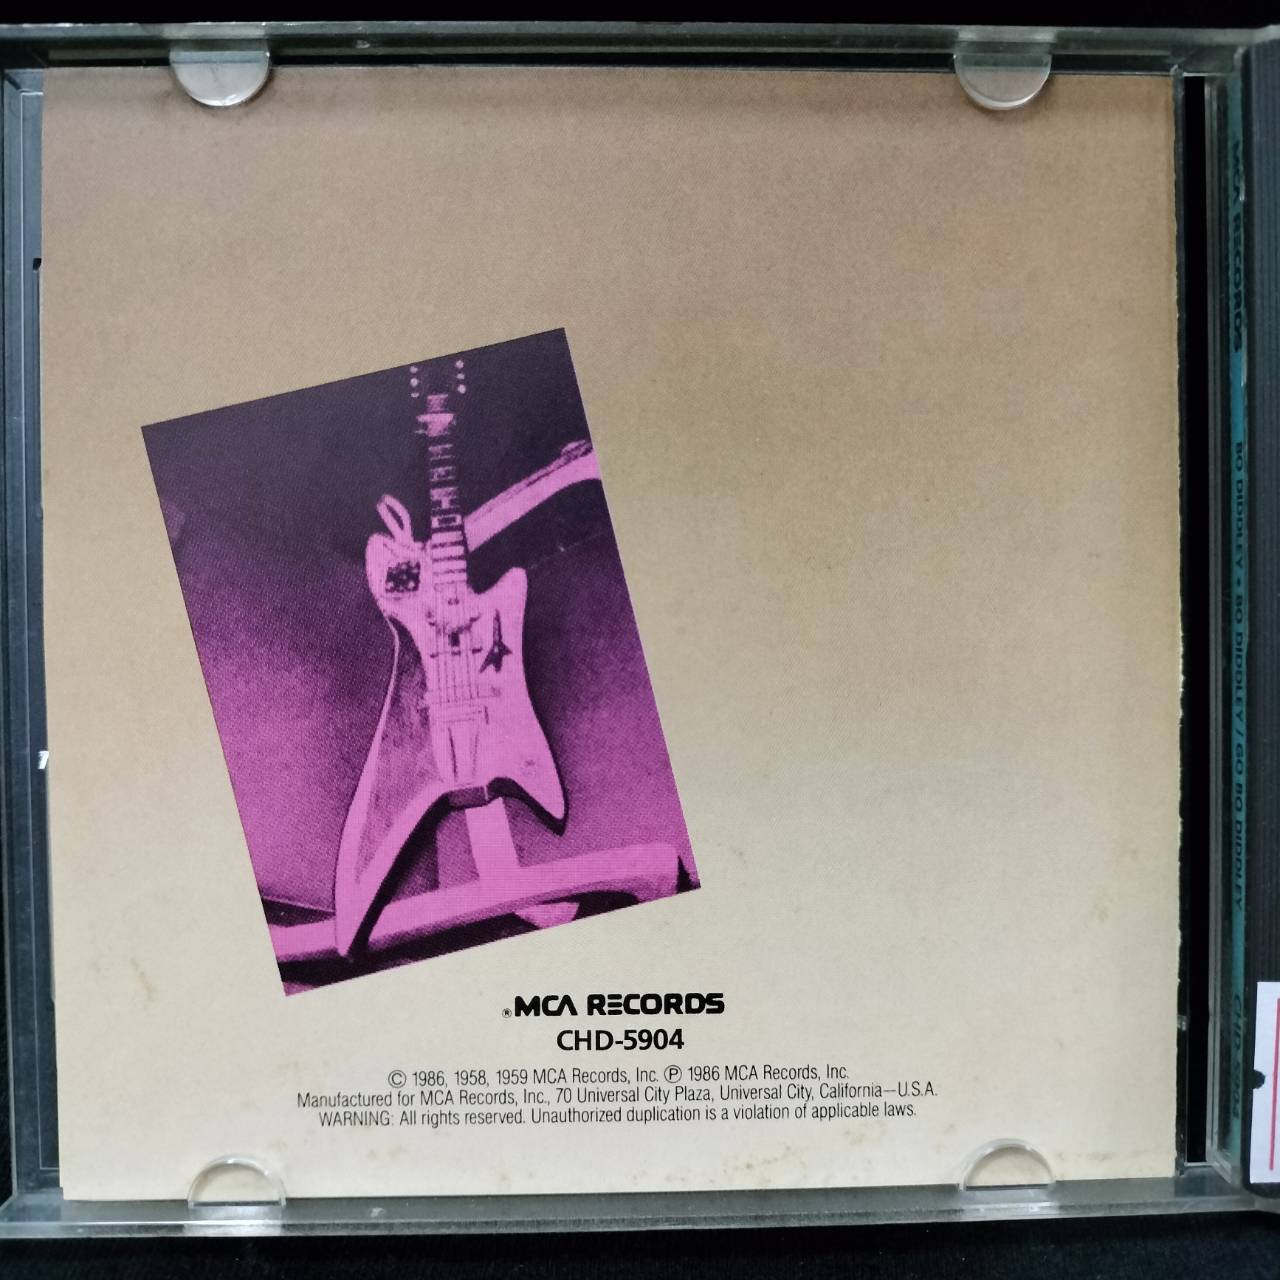 ® MCA RECORDS
CHD-5904
© 1986, 1958, 1959 MCA Records, Inc. ℗ 1986 MCA Records, Inc.
Manufactured for MCA Records, Inc., 70 Universal City Plaza, Universal City, California—U.S.A.
WARNING: All rights reserved. Unauthorized duplication is a violation of applicable laws.
MCA RECORDS BO DIDDLEY • BO DIDDLEY / GO BO DIDDLEY CHD-5904